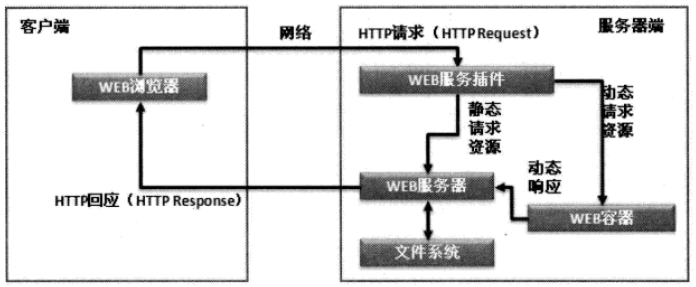 客户端
网络
HTTP请求（HTTP Request）
服务器端
WEB浏览器
WEB服务插件
静态
请求
资源
动态
请求
资源
动态
响应
WEB服务器
HTTP回应（HTTP Response）
WEB容器
文件系统